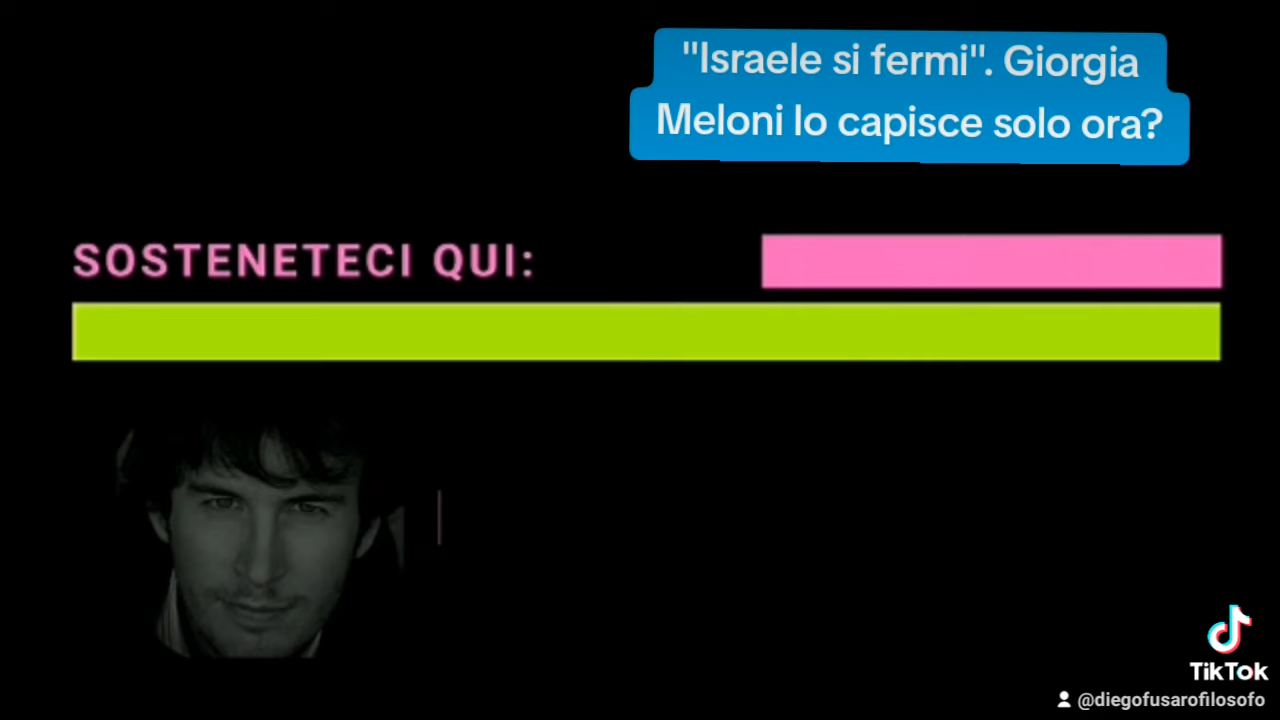 "Israele si fermi". Giorgia
Meloni lo capisce solo ora?
SOSTENETECI QUI:
TikTok
@diegofusarofilosofo